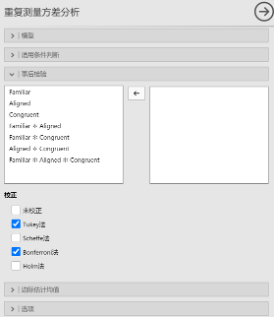 重复测量方差分析
模型
适用条件判断
事后检验
Familiar
Aligned
Congruent
Familiar ✻ Aligned
Familiar ✻ Congruent
Aligned ✻ Congruent
Familiar ✻ Aligned ✻ Congruent
校正
未校正
Tukey法
Scheffe法
Bonferroni法
Holm法
边际估计均值
选项